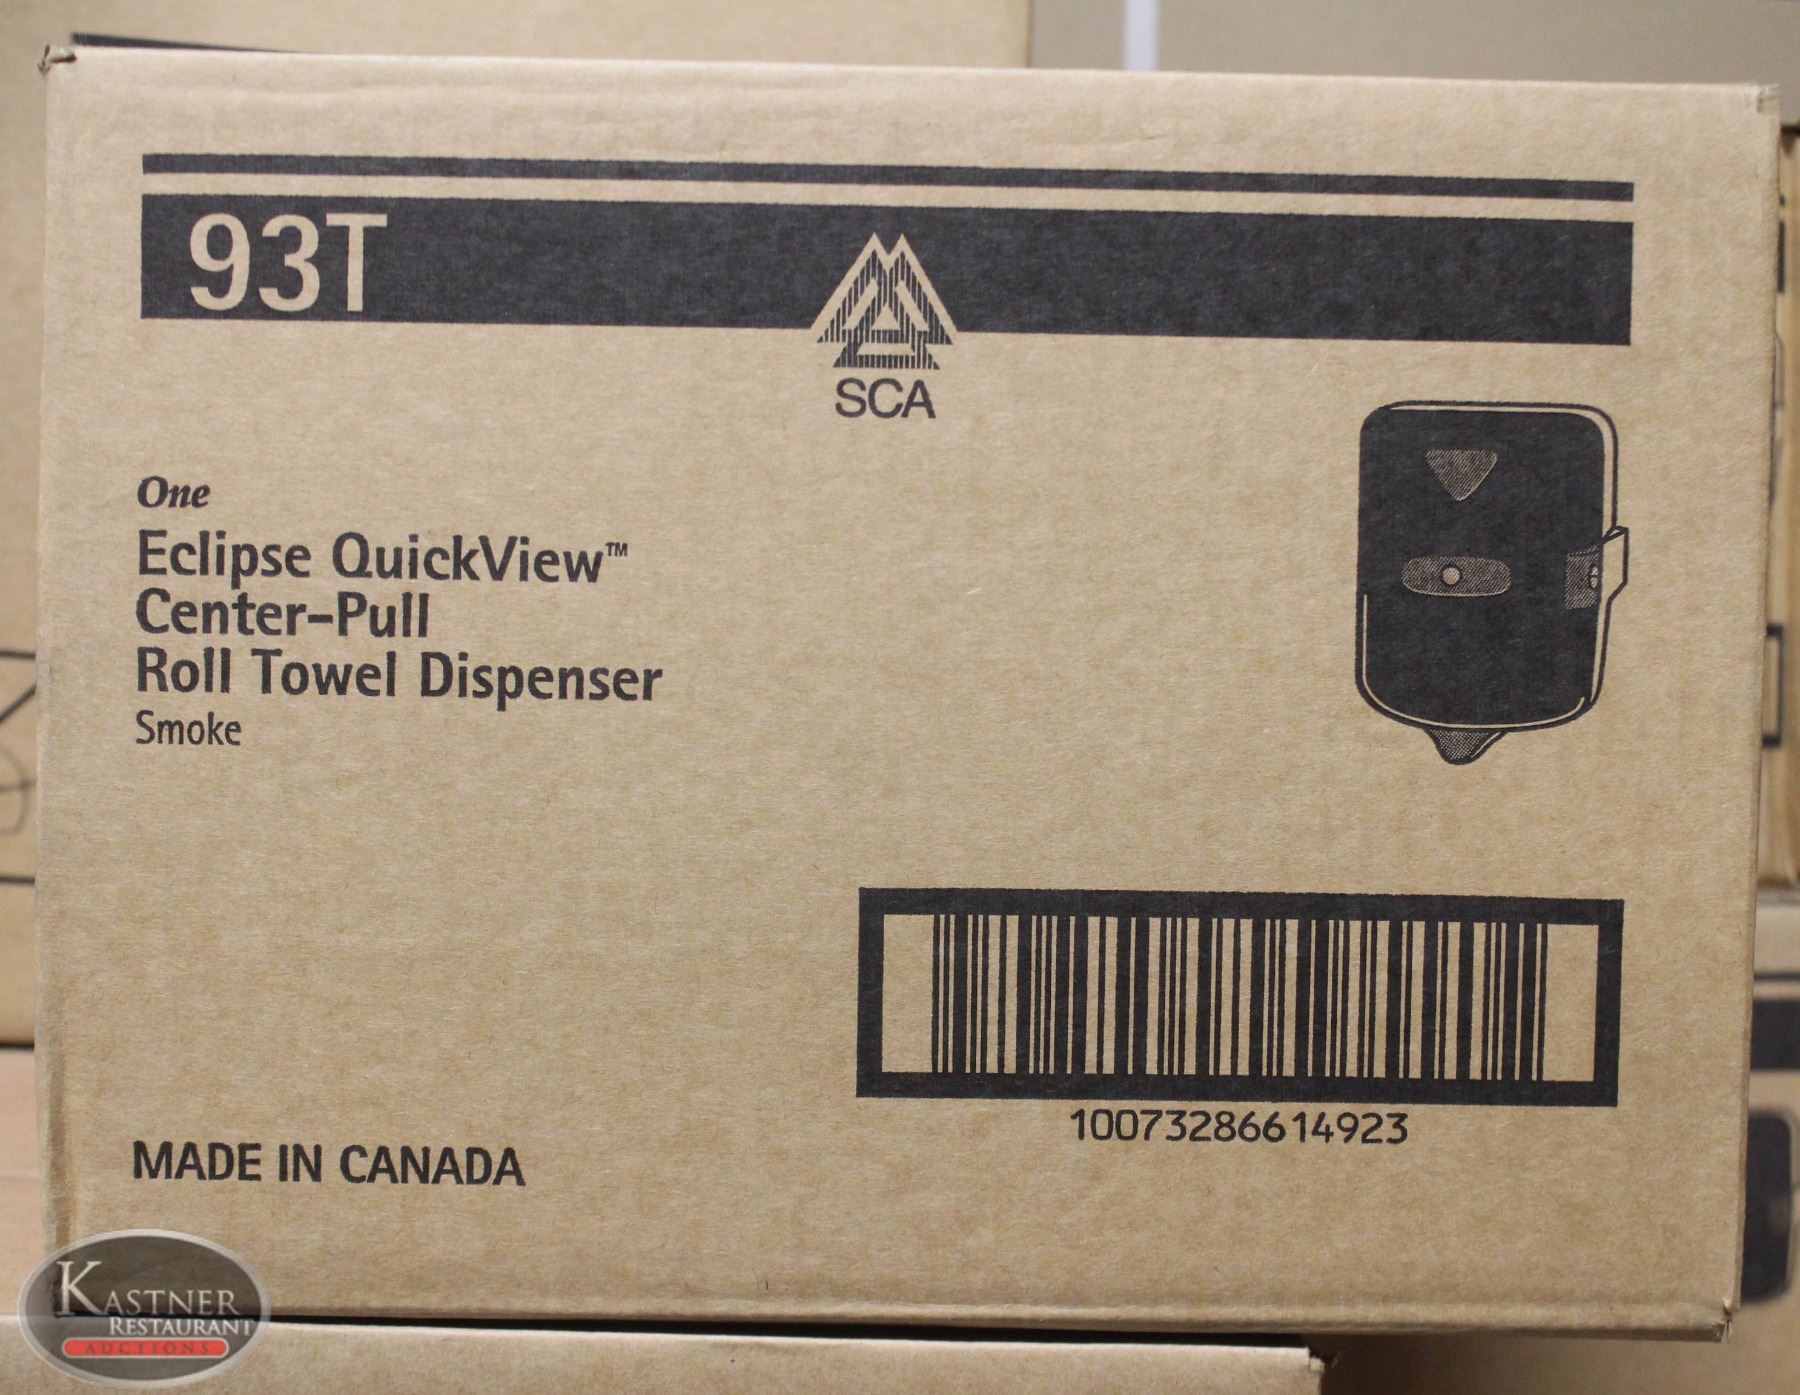 93T
SCA
One
Eclipse QuickView™
Center-Pull
Roll Towel Dispenser
Smoke
10073286614923
MADE IN CANADA
KASTNER
RESTAURANT
AUCTIONS